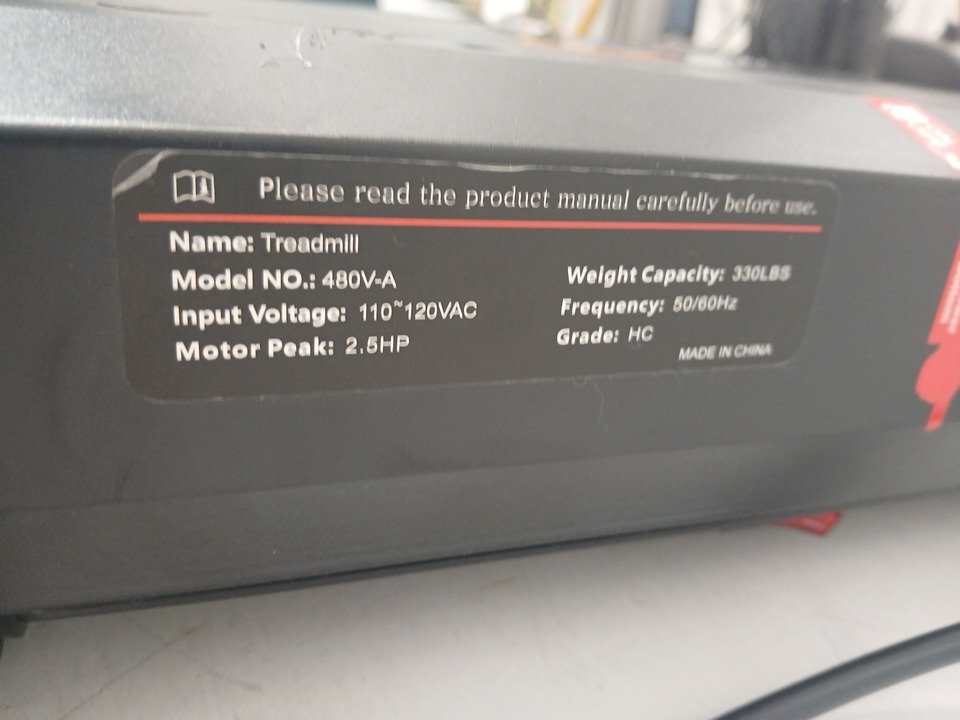 Please read the product manual carefully before use.
Name: Treadmill
Model NO.: 480V-A
Input Voltage: 110~120VAC
Motor Peak: 2.5HP
Weight Capacity: 330LBS
Frequency: 50/60Hz
Grade: HC
MADE IN CHINA